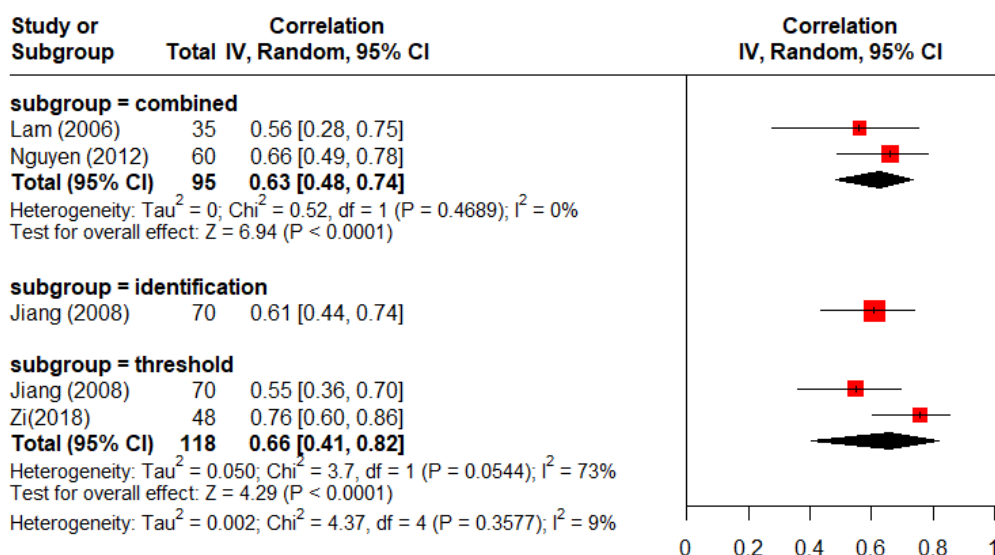 Study or Correlation Correlation
Subgroup Total IV, Random, 95% CI IV, Random, 95% CI
subgroup = combined
Lam (2006) 35 0.56 [0.28, 0.75]
Nguyen (2012) 60 0.66 [0.49, 0.78]
Total (95% CI) 95 0.63 [0.48, 0.74]
Heterogeneity: Tau² = 0; Chi² = 0.52, df = 1 (P = 0.4689); I² = 0%
Test for overall effect: Z = 6.94 (P < 0.0001)
subgroup = identification
Jiang (2008) 70 0.61 [0.44, 0.74]
subgroup = threshold
Jiang (2008) 70 0.55 [0.36, 0.70]
Zi(2018) 48 0.76 [0.60, 0.86]
Total (95% CI) 118 0.66 [0.41, 0.82]
Heterogeneity: Tau² = 0.050; Chi² = 3.7, df = 1 (P = 0.0544); I² = 73%
Test for overall effect: Z = 4.29 (P < 0.0001)
Heterogeneity: Tau² = 0.002; Chi² = 4.37, df = 4 (P = 0.3577); I² = 9%
0 0.2 0.4 0.6 0.8 1